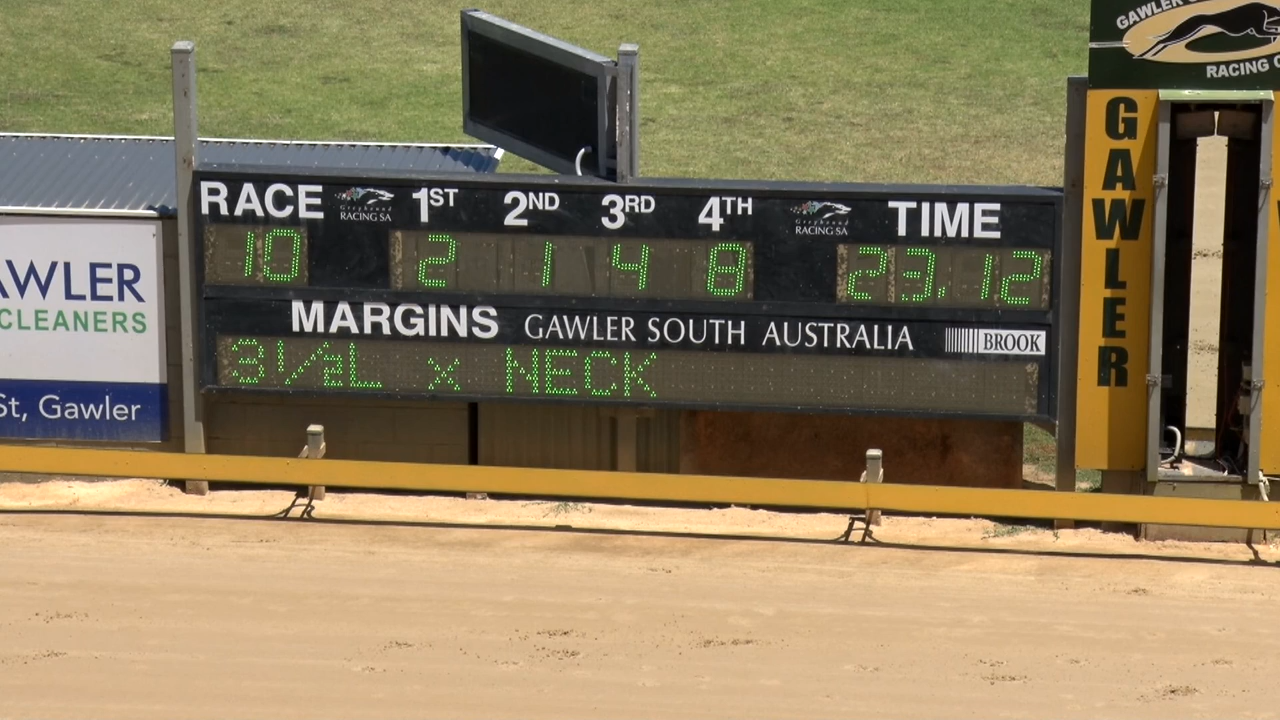 GAWLER
RACING
GAWLER
RACE
Greyhound
RACING SA
1ST 2ND 3RD 4TH
Greyhound
RACING SA
TIME
10 2 1 4 8 23.12
MARGINS GAWLER SOUTH AUSTRALIA BROOK
3½L x NECK
AWLER
CLEANERS
St, Gawler